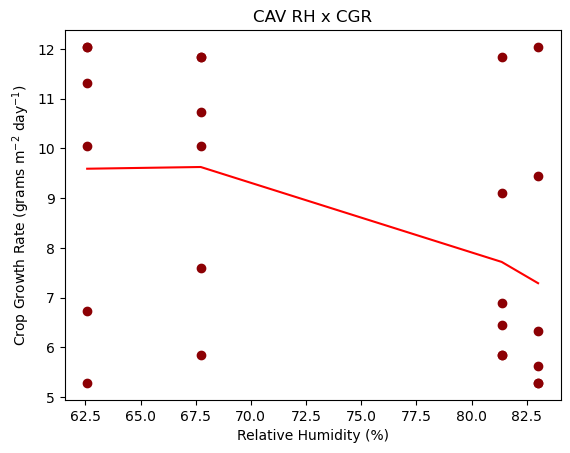 CAV RH x CGR
Crop Growth Rate (grams m⁻² day⁻¹)
12
11
10
9
8
7
6
5
62.5 65.0 67.5 70.0 72.5 75.0 77.5 80.0 82.5
Relative Humidity (%)